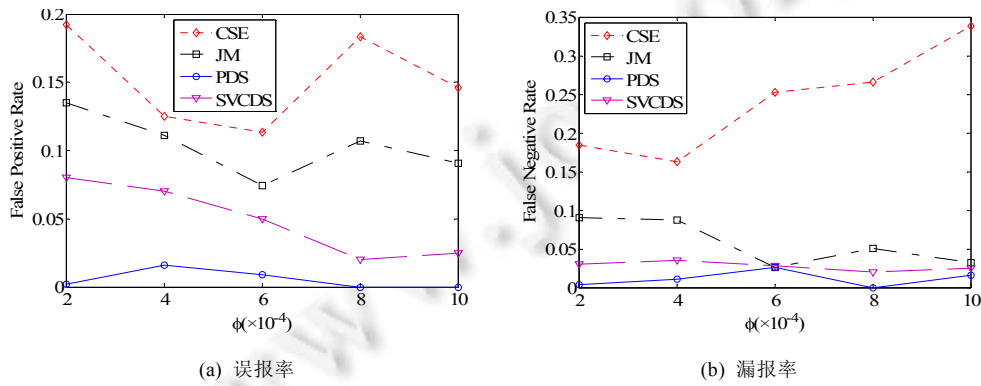 0.2
0.15
0.1
0.05
0
False Positive Rate
CSE
JM
PDS
SVCDS
2
4
6
8
10
ϕ(×10-4)
(a) 误报率
0.35
0.3
0.25
0.2
0.15
0.1
0.05
0
False Negative Rate
CSE
JM
PDS
SVCDS
2
4
6
8
10
ϕ(×10-4)
(b) 漏报率